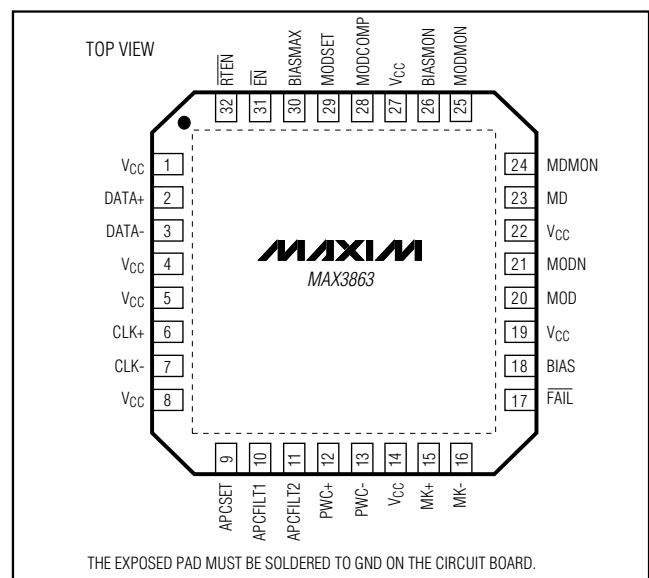 TOP VIEW
RTEN
EN
BIASMAX
MODSET
MODCOMP
VCC
BIASMON
MODMON
32 31 30 29 28 27 26 25
VCC 1
DATA+ 2
DATA- 3
VCC 4
VCC 5
CLK+ 6
CLK- 7
VCC 8
24 MDMON
23 MD
22 VCC
21 MODN
20 MOD
19 VCC
18 BIAS
17 FAIL
MAXIM
MAX3863
9 10 11 12 13 14 15 16
APCSET
APCFILT1
APCFILT2
PWC+
PWC-
VCC
MK+
MK-
THE EXPOSED PAD MUST BE SOLDERED TO GND ON THE CIRCUIT BOARD.